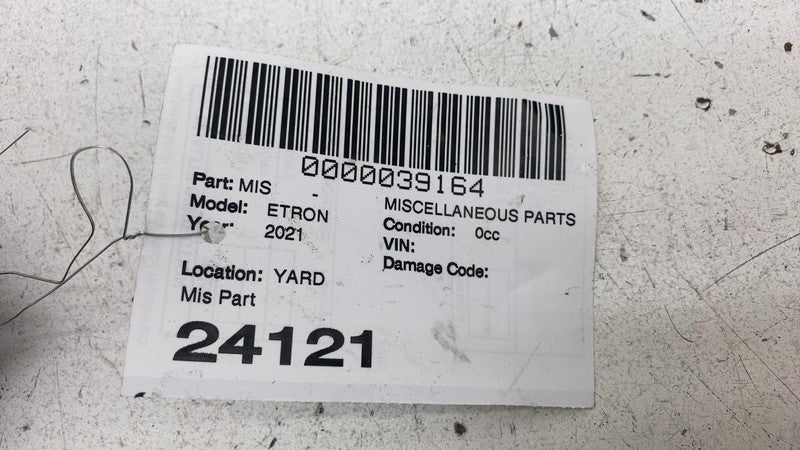 0000039164
Part: MIS - MISCELLANEOUS PARTS
Model: ETRON Condition: 0cc
Year: 2021 VIN:
Damage Code:
Location: YARD
Mis Part
24121